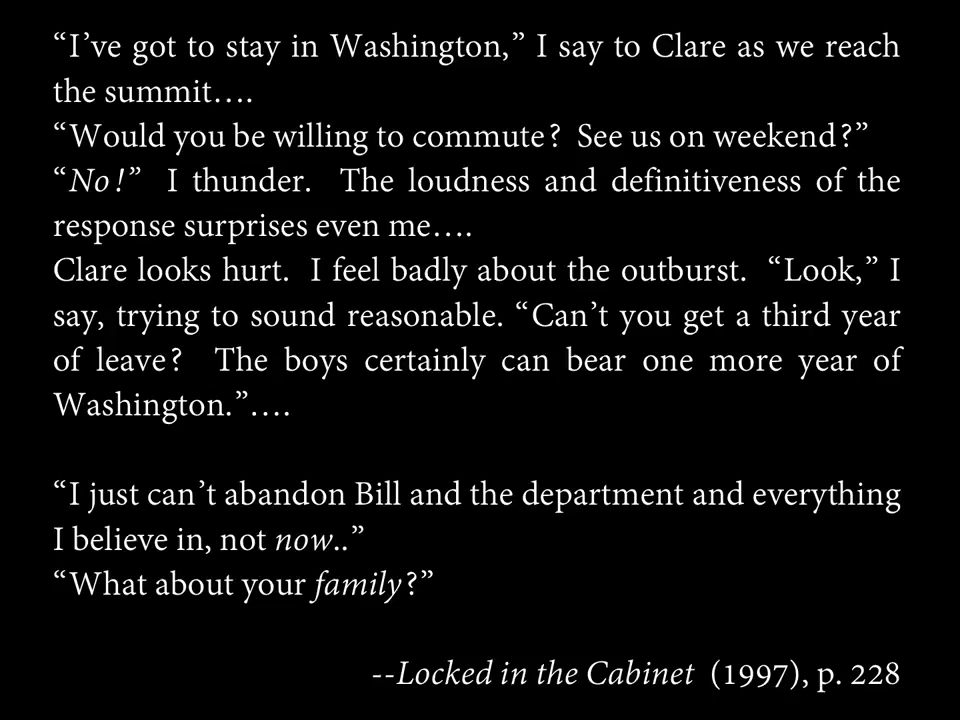 “I’ve got to stay in Washington,” I say to Clare as we reach
the summit….
“Would you be willing to commute? See us on weekend?”
“No!” I thunder. The loudness and definitiveness of the
response surprises even me….
Clare looks hurt. I feel badly about the outburst. “Look,” I
say, trying to sound reasonable. “Can’t you get a third year
of leave? The boys certainly can bear one more year of
Washington.”….
“I just can’t abandon Bill and the department and everything
I believe in, not now..”
“What about your family?”
--Locked in the Cabinet (1997), p. 228